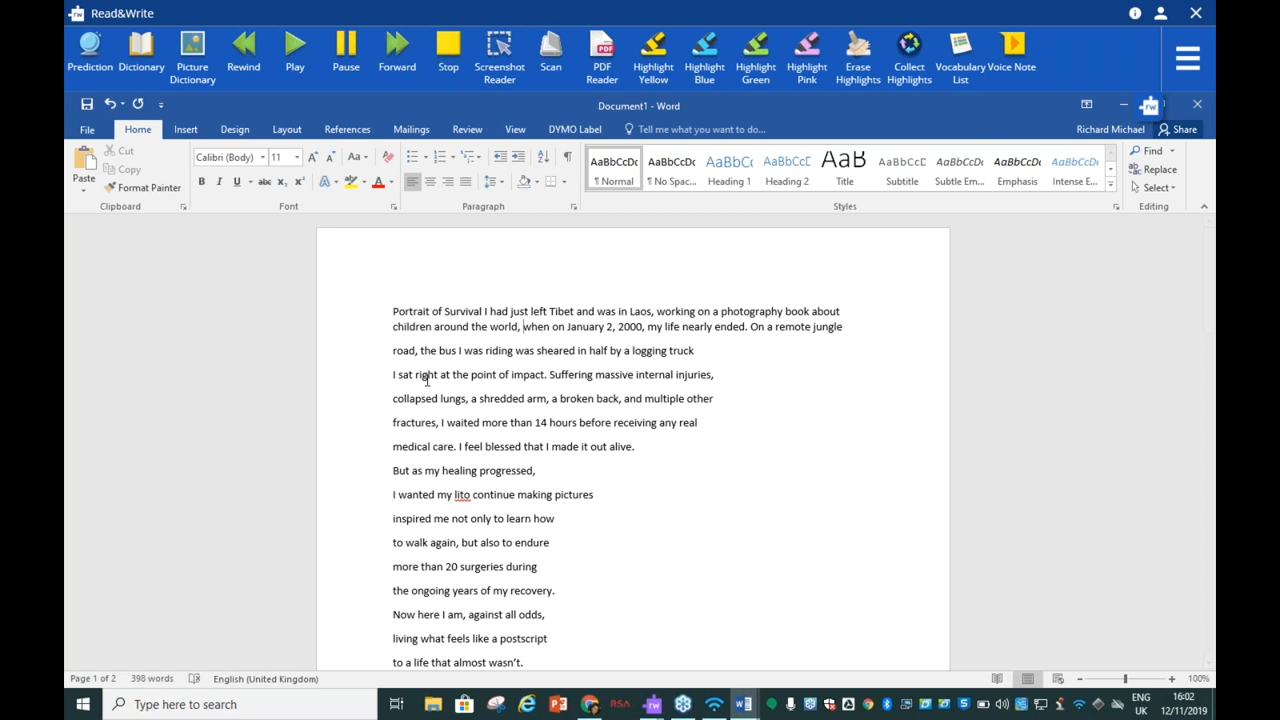 Read&Write
Prediction Dictionary Picture Dictionary Rewind Play Pause Forward Stop Screenshot Reader Scan PDF Reader Highlight Yellow Highlight Blue Highlight Green Highlight Pink Erase Highlights Collect Highlights Vocabulary List Voice Note
Document1 - Word
File Home Insert Design Layout References Mailings Review View DYMO Label Tell me what you want to do... Richard Michael Share
Paste Cut Copy Format Painter
Calibri (Body) 11
AaBbCcDc ¶ Normal AaBbCcDc ¶ No Spac... AaBbCc Heading 1 AaBbCcC Heading 2 AaB Title AaBbCcC Subtitle AaBbCcDc Subtle Em... AaBbCcDc Emphasis AaBbCcDc Intense E...
Find Replace Select
Clipboard Font Paragraph Styles Editing
Portrait of Survival I had just left Tibet and was in Laos, working on a photography book about
children around the world, when on January 2, 2000, my life nearly ended. On a remote jungle
road, the bus I was riding was sheared in half by a logging truck
I sat right at the point of impact. Suffering massive internal injuries,
collapsed lungs, a shredded arm, a broken back, and multiple other
fractures, I waited more than 14 hours before receiving any real
medical care. I feel blessed that I made it out alive.
But as my healing progressed,
I wanted my lito continue making pictures
inspired me not only to learn how
to walk again, but also to endure
more than 20 surgeries during
the ongoing years of my recovery.
Now here I am, against all odds,
living what feels like a postscript
to a life that almost wasn’t.
Page 1 of 2 398 words English (United Kingdom) 100%
Type here to search RSA ENG UK 16:02 12/11/2019